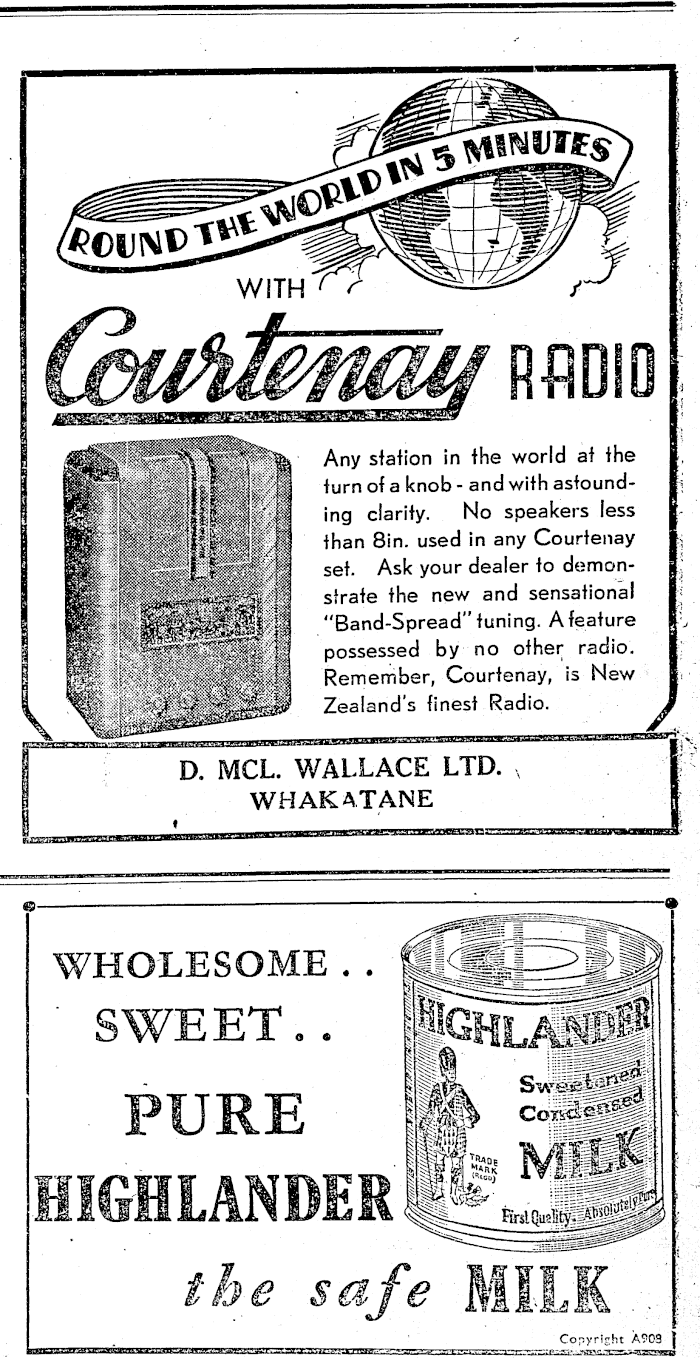 ROUND THE WORLD IN 5 MINUTES
WITH
Courtenay RADIO
Any station in the world at the
turn of a knob - and with astound-
ing clarity. No speakers less
than 8in. used in any Courtenay
set. Ask your dealer to demon-
strate the new and sensational
"Band-Spread" tuning. A feature
possessed by no other radio.
Remember, Courtenay, is New
Zealand's finest Radio.
D. MCL. WALLACE LTD.
WHAKATANE
WHOLESOME . .
SWEET . .
PURE
HIGHLANDER
the safe MILK
HIGHLANDER
Sweetened
Condensed
MILK
TRADE
MARK
(REGD)
First Quality. Absolutely Pure
Copyright A908